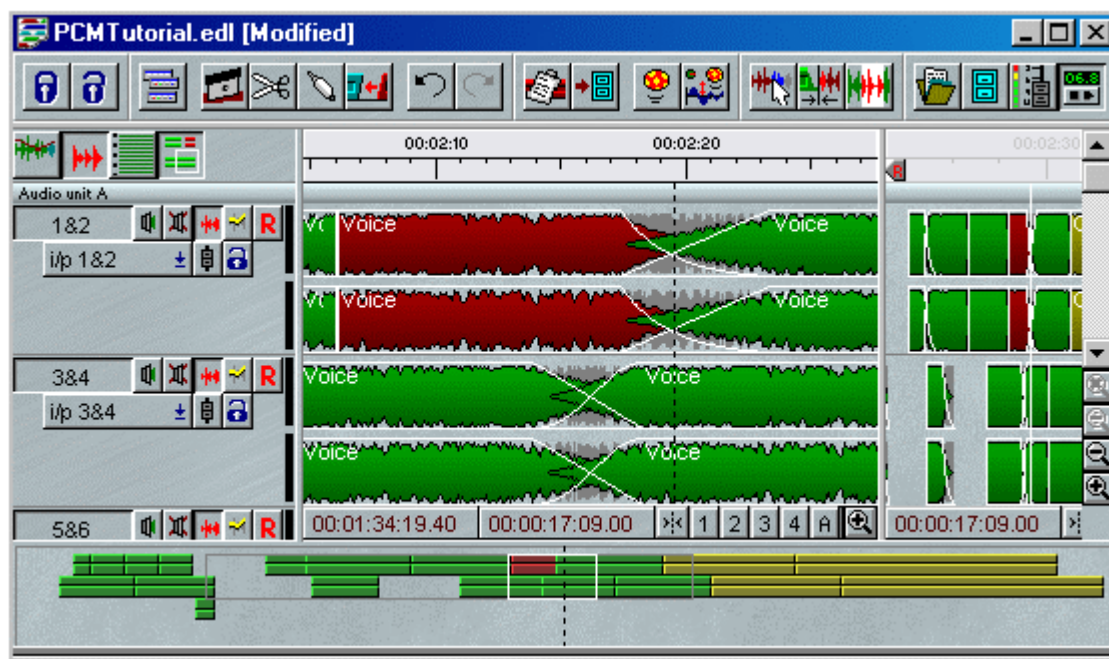 PCMTutorial.edl [Modified]
06.8
00:02:10 00:02:20 00:02:30
R
Audio unit A
1&2 R
i/p 1&2
Voice Voice
Voice Voice
3&4 R
i/p 3&4
Voice Voice
Voice Voice
5&6 R
00:01:34:19.40 00:00:17:09.00 1 2 3 4 A 00:00:17:09.00